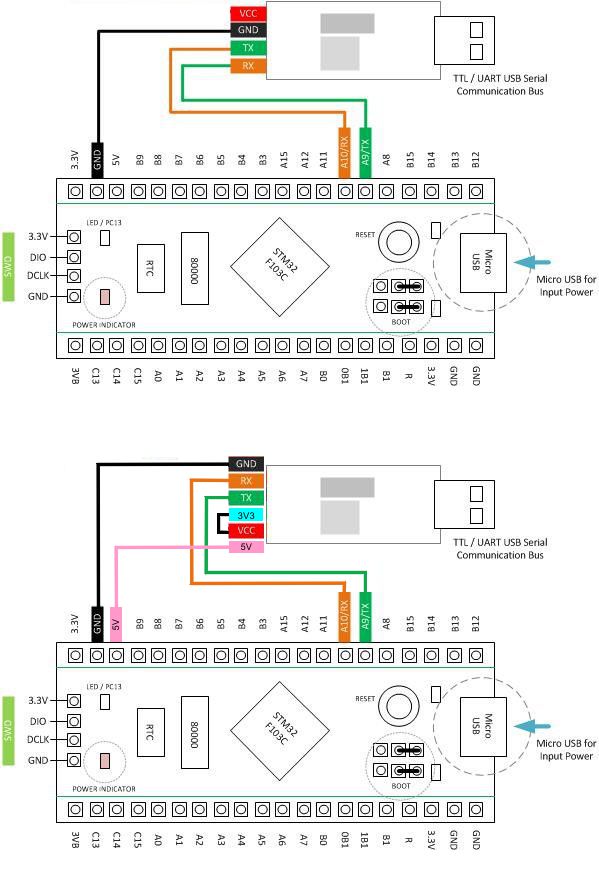 VCC
GND
TX
RX
TTL / UART USB Serial
Communication Bus
3.3V
GND
5V
B9
B8
B7
B6
B5
B4
B3
A15
A12
A11
A10/RX
A9/TX
A8
B15
B14
B13
B12
SWD
3.3V
DIO
DCLK
GND
LED / PC13
POWER INDICATOR
RTC
80000
STM32
F103C
RESET
BOOT
Micro
USB
Micro USB for
Input Power
3VB
C13
C14
C15
A0
A1
A2
A3
A4
A5
A6
A7
B0
0B1
1B1
B1
R
3.3V
GND
GND
GND
RX
TX
3V3
VCC
5V
TTL / UART USB Serial
Communication Bus
3.3V
GND
5V
B9
B8
B7
B6
B5
B4
B3
A15
A12
A11
A10/RX
A9/TX
A8
B15
B14
B13
B12
SWD
3.3V
DIO
DCLK
GND
LED / PC13
POWER INDICATOR
RTC
80000
STM32
F103C
RESET
BOOT
Micro
USB
Micro USB for
Input Power
3VB
C13
C14
C15
A0
A1
A2
A3
A4
A5
A6
A7
B0
0B1
1B1
B1
R
3.3V
GND
GND